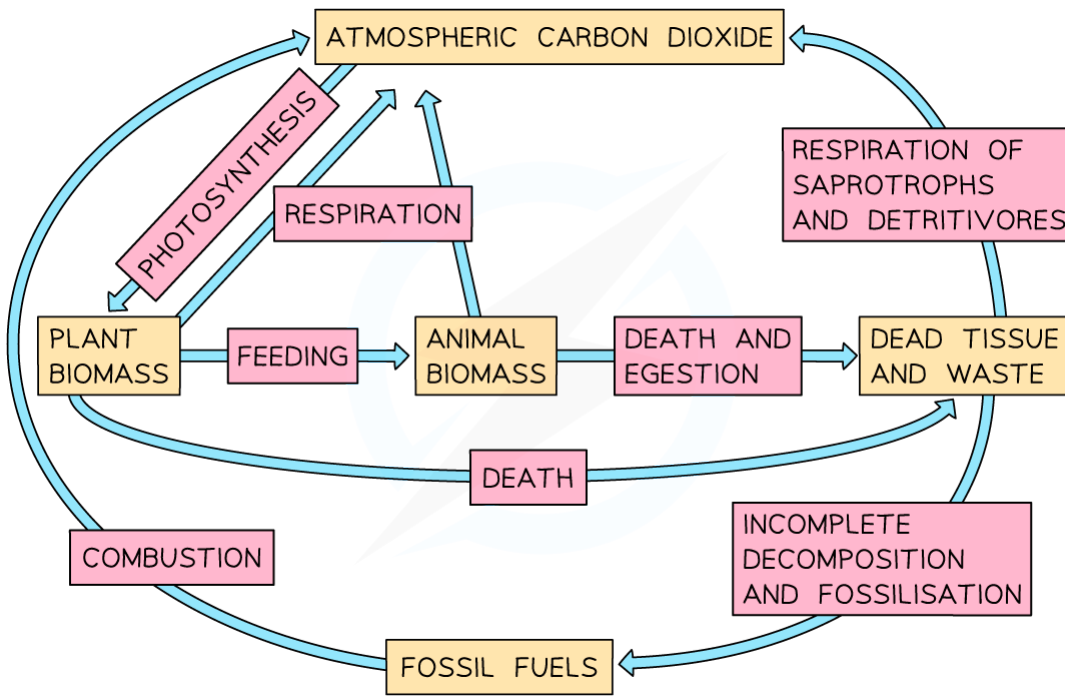 ATMOSPHERIC CARBON DIOXIDE
PHOTOSYNTHESIS
RESPIRATION
RESPIRATION OF
SAPROTROPHS
AND DETRITIVORES
PLANT
BIOMASS
FEEDING
ANIMAL
BIOMASS
DEATH AND
EGESTION
DEAD TISSUE
AND WASTE
DEATH
COMBUSTION
INCOMPLETE
DECOMPOSITION
AND FOSSILISATION
FOSSIL FUELS